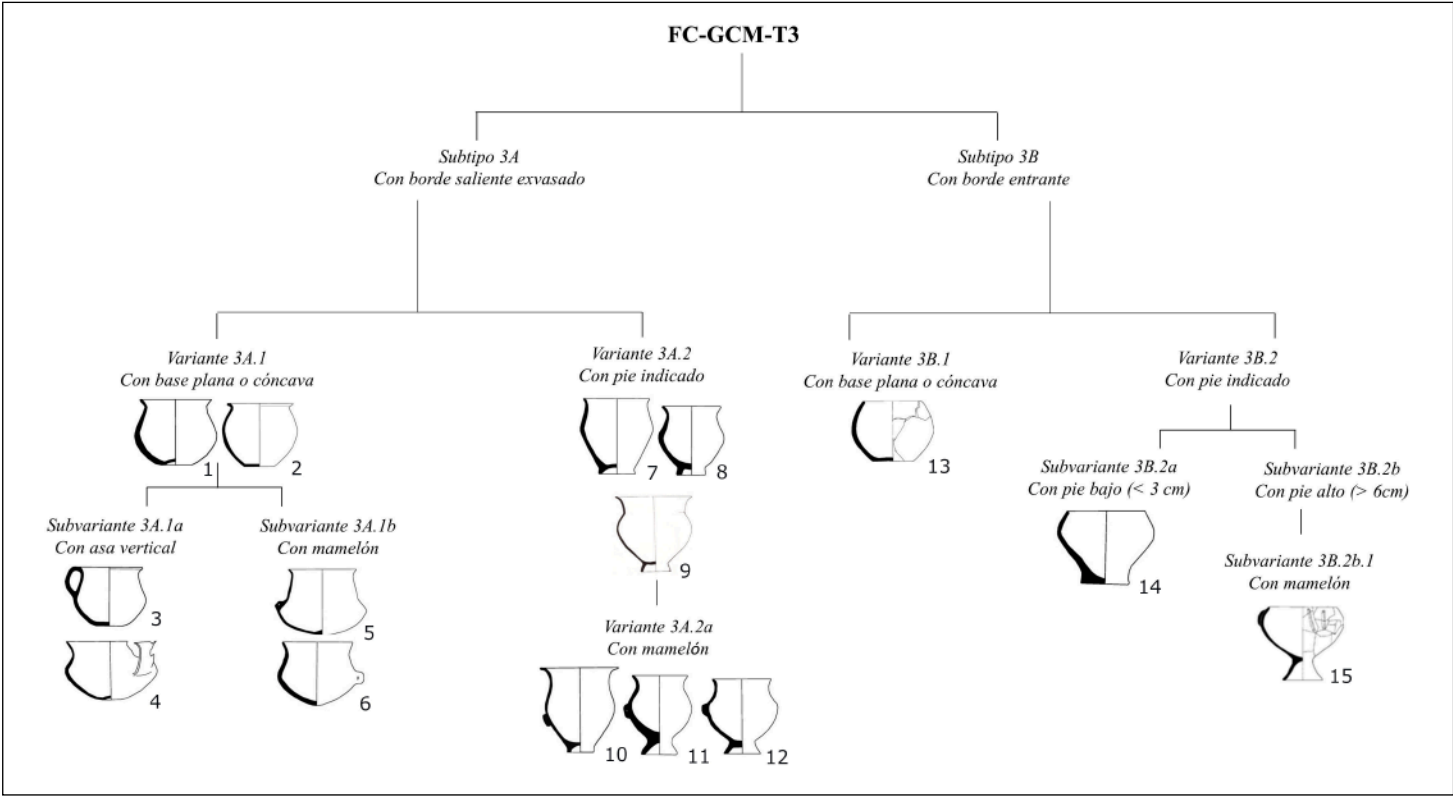 FC-GCM-T3
Subtipo 3A
Con borde saliente exvasado
Subtipo 3B
Con borde entrante
Variante 3A.1
Con base plana o cóncava
1
2
Subvariante 3A.1a
Con asa vertical
3
4
Subvariante 3A.1b
Con mamelón
5
6
Variante 3A.2
Con pie indicado
7
8
9
Variante 3A.2a
Con mamelón
10
11
12
Variante 3B.1
Con base plana o cóncava
13
Variante 3B.2
Con pie indicado
Subvariante 3B.2a
Con pie bajo (< 3 cm)
14
Subvariante 3B.2b
Con pie alto (> 6cm)
Subvariante 3B.2b.1
Con mamelón
15